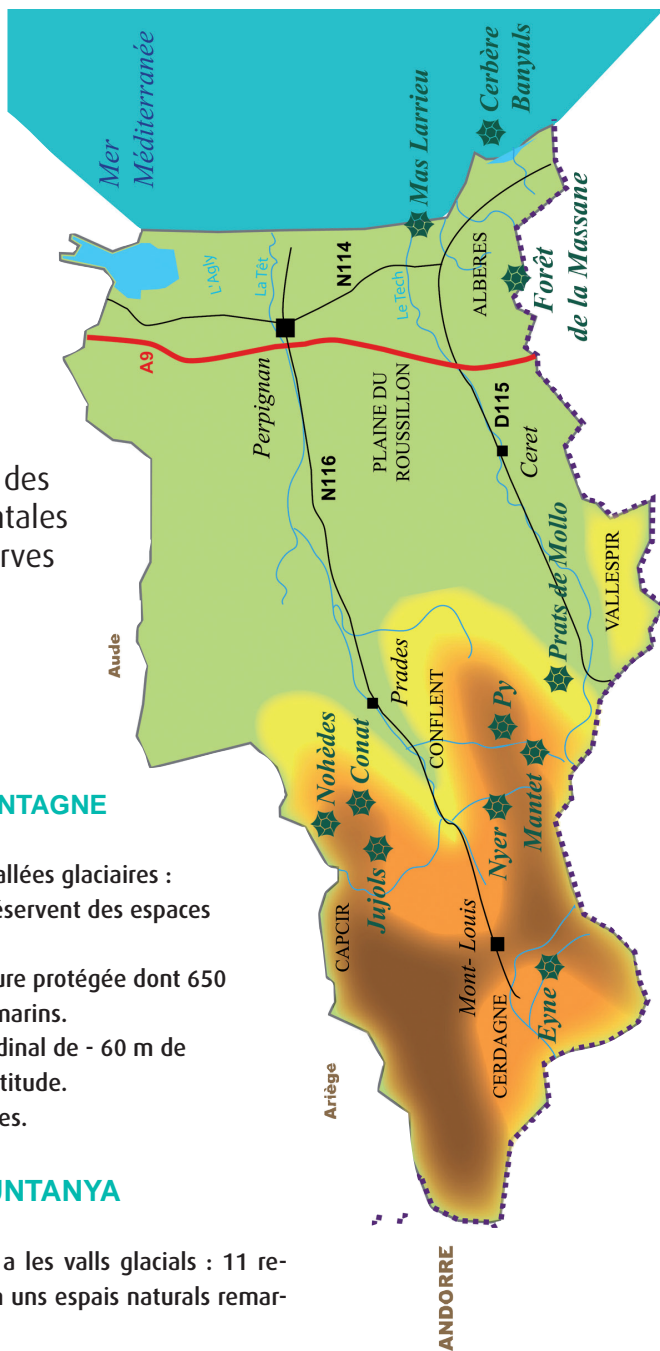 des
ntales
rves
NTAGNE
allées glaciaires :
éservent des espaces
ure protégée dont 650
marins.
dinal de - 60 m de
titude.
es.
UNTANYA
a les valls glacials : 11 re-
n uns espais naturals remar-
Mer
Méditerranée
Cerbère
Banyuls
Mas Larrieu
Forêt
de la Massane
ALBERES
L'Agly
La Têt
Le Tech
N114
A9
Perpignan
PLAINE DU
ROUSSILLON
N116
D115
Ceret
Aude
Prats de Mollo
VALLESPIR
Prades
CONFLENT
Py
Mantet
Nyer
Nohèdes
Conat
Jujols
CAPCIR
Mont- Louis
CERDAGNE
Eyne
Ariège
ANDORRE